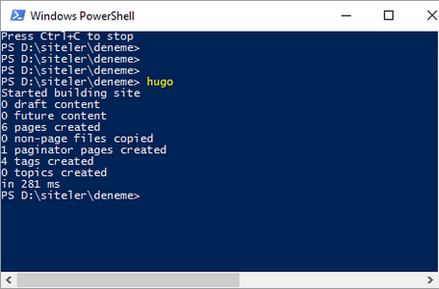 Windows PowerShell
Press Ctrl+C to stop
PS D:\siteler\deneme>
PS D:\siteler\deneme>
PS D:\siteler\deneme>
PS D:\siteler\deneme> hugo
Started building site
0 draft content
0 future content
6 pages created
0 non-page files copied
1 paginator pages created
4 tags created
0 topics created
in 281 ms
PS D:\siteler\deneme>